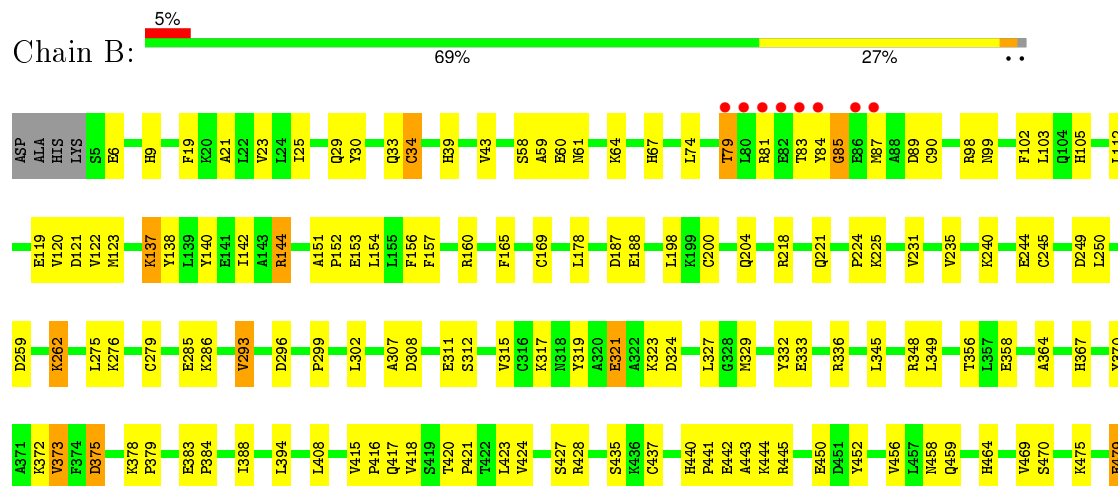 5%
Chain B:
69% 27%
ASP ALA HIS LYS S5 E6 H9 F19 K20 A21 L22 V23 L24 I25 Q29 Y30 Q33 C34 H39 V43 S58 A59 E60 N61 K64 H67 L74 T79 L80 R81 E82 T83 Y84 G85 E86 M87 A88 D89 C90 R98 N99 F102 L103 Q104 H105 L112
E119 V120 D121 V122 M123 K137 Y138 L139 Y140 E141 I142 A143 R144 A151 P152 E153 L154 L155 F156 F157 R160 F165 C169 L178 D187 E188 L198 K199 C200 Q204 R218 Q221 P224 K225 V231 V235 K240 E244 C245 D249 L250
D259 K262 L275 K276 C279 E285 K286 V293 D296 P299 L302 A307 D308 E311 S312 V315 C316 K317 N318 Y319 A320 E321 A322 K323 D324 L327 G328 M329 Y332 E333 R336 L345 R348 L349 T356 L357 E358 A364 H367 Y370
A371 K372 V373 F374 D375 K378 P379 E383 P384 I388 L394 L408 V415 P416 Q417 V418 S419 T420 P421 T422 L423 V424 S427 R428 S435 K436 C437 H440 P441 E442 A443 K444 R445 E450 D451 Y452 V456 L457 N458 Q459 H464 V469 S470 K475 E479